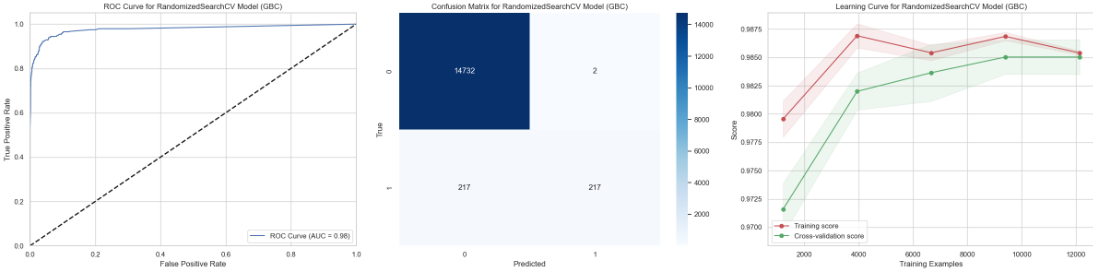 ROC Curve for RandomizedSearchCV Model (GBC)
1.0
0.8
0.6
0.4
0.2
0.0
0.0 0.2 0.4 0.6 0.8 1.0
True Positive Rate
False Positive Rate
ROC Curve (AUC = 0.98)
Confusion Matrix for RandomizedSearchCV Model (GBC)
0
1
True
14732 2
217 217
0 1
Predicted
14000
12000
10000
8000
6000
4000
2000
Learning Curve for RandomizedSearchCV Model (GBC)
0.9875
0.9850
0.9825
0.9800
0.9775
0.9750
0.9725
0.9700
Score
Training score
Cross-validation score
2000 4000 6000 8000 10000 12000
Training Examples